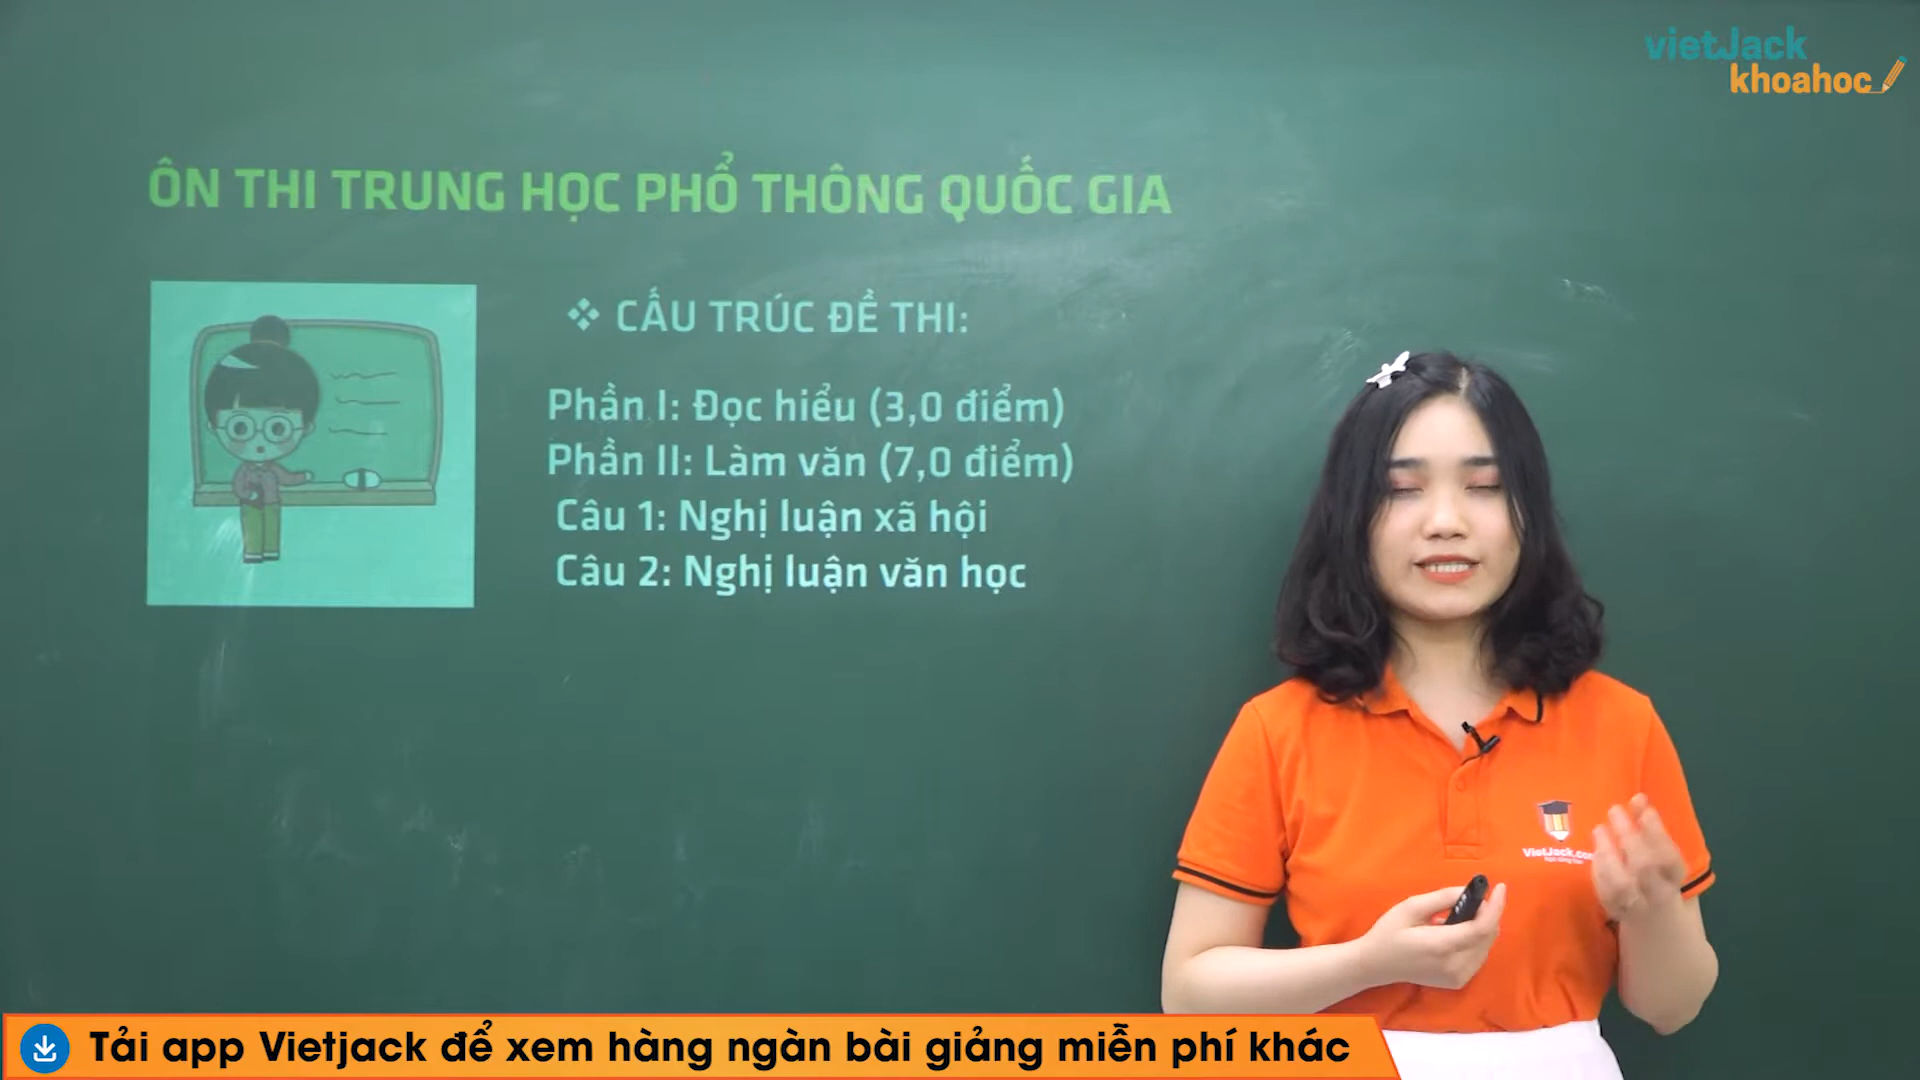 vietJack
khoahoc
ÔN THI TRUNG HỌC PHỔ THÔNG QUỐC GIA
❖ CẤU TRÚC ĐỀ THI:
Phần I: Đọc hiểu (3,0 điểm)
Phần II: Làm văn (7,0 điểm)
Câu 1: Nghị luận xã hội
Câu 2: Nghị luận văn học
VietJack.co
Tải app Vietjack để xem hàng ngàn bài giảng miễn phí khác